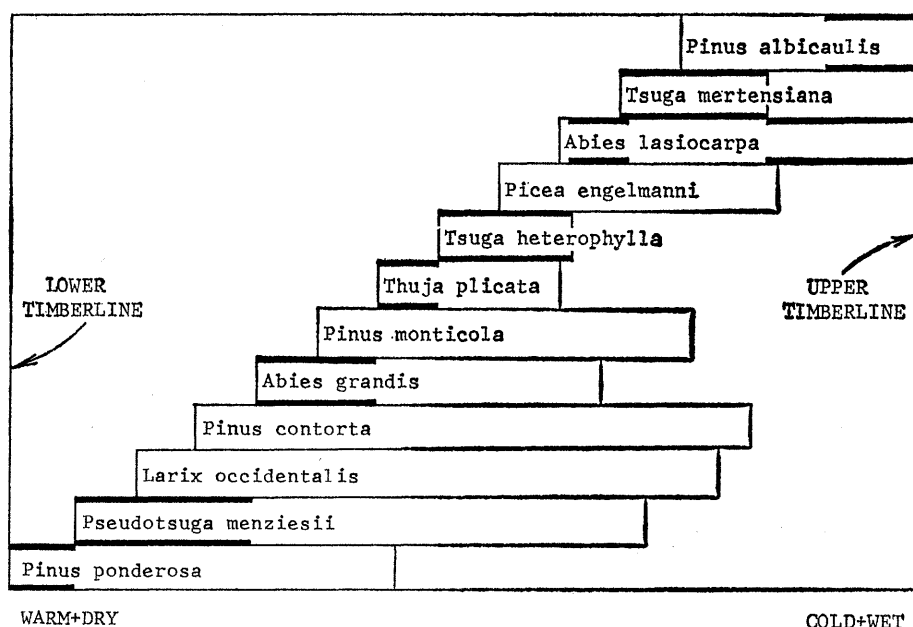 Pinus albicaulis
Tsuga mertensiana
Abies lasiocarpa
Picea engelmanni
Tsuga heterophylla
Thuja plicata
LOWER
TIMBERLINE
UPPER
TIMBERLINE
Pinus monticola
Abies grandis
Pinus contorta
Larix occidentalis
Pseudotsuga menziesii
Pinus ponderosa
WARM+DRY
COLD+WET